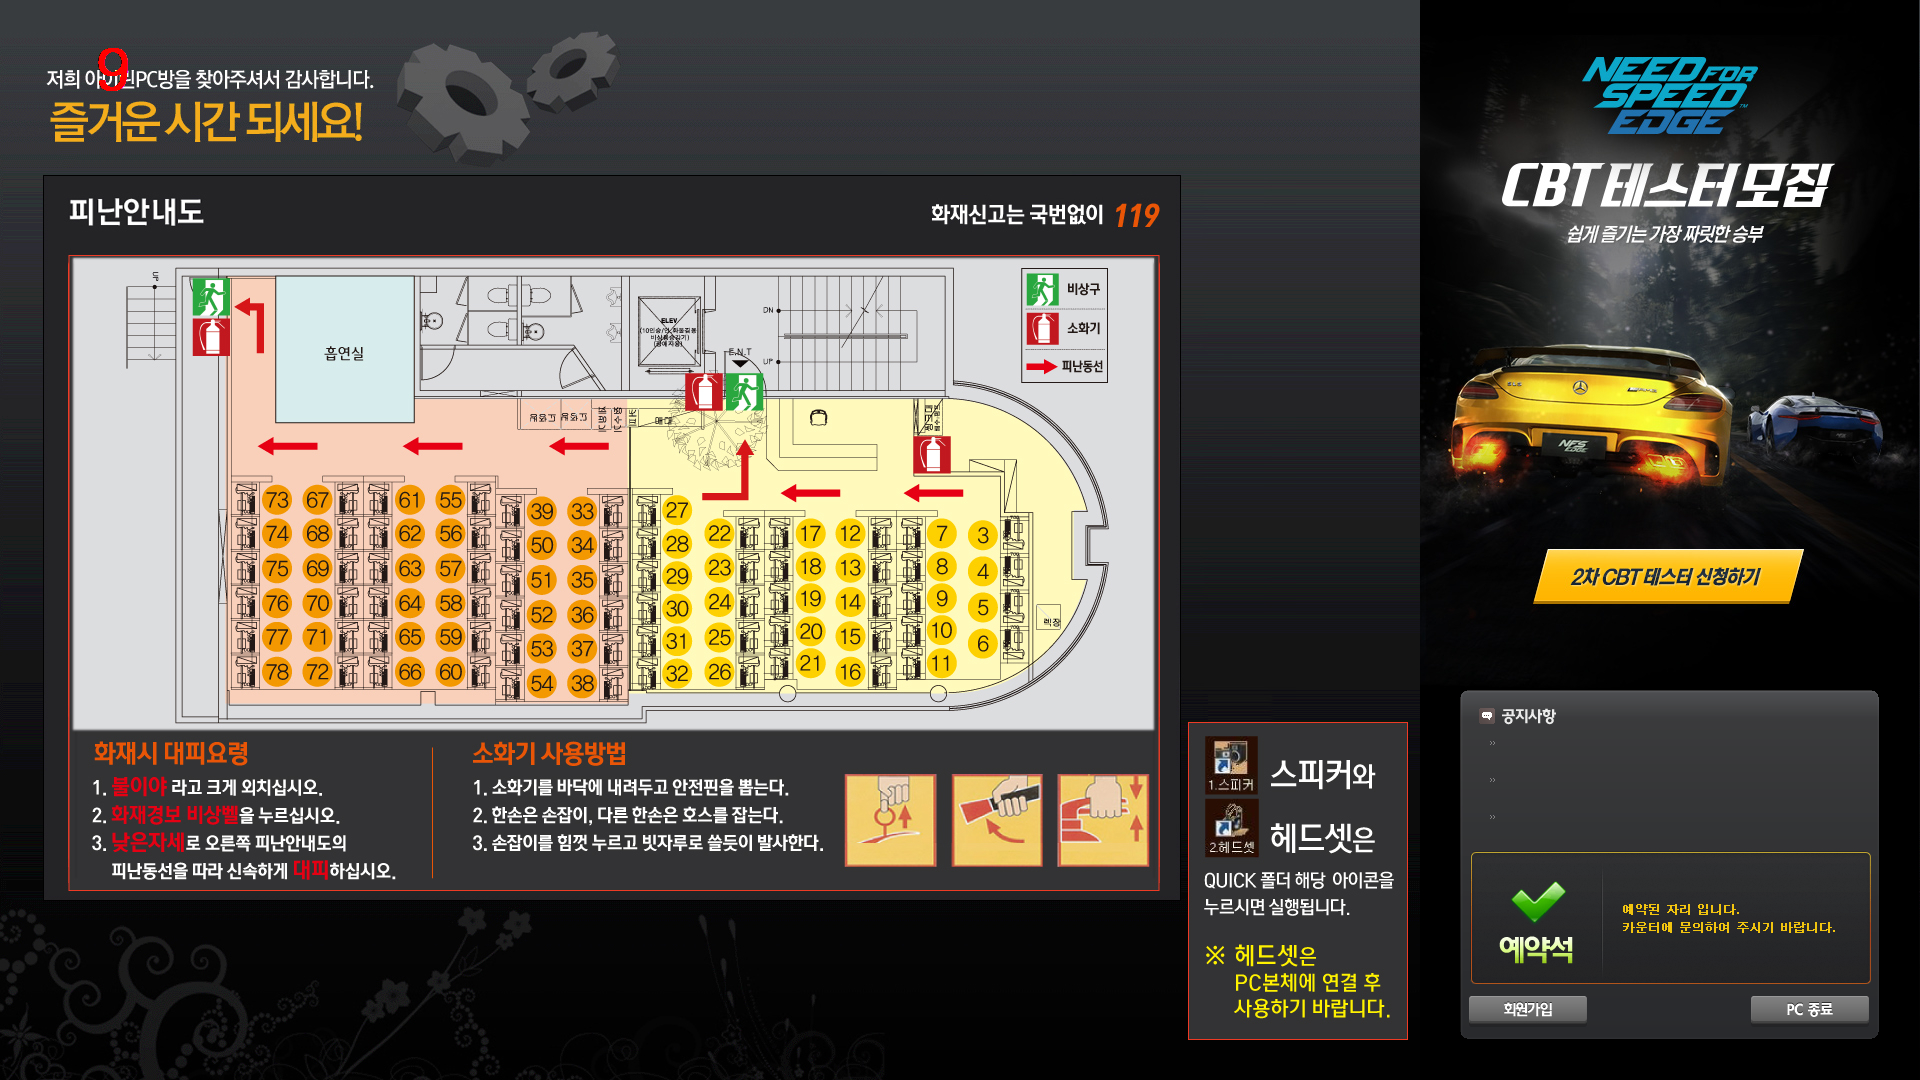 9
저희 아이닉PC방을 찾아주셔서 감사합니다.
즐거운 시간 되세요!
피난안내도
화재신고는 국번없이 119
UP
흡연실
ELEV
DN
UP
E.N.T
비상구
소화기
피난동선
매대
렉장
73 67 61 55
74 68 62 56
75 69 63 57
76 70 64 58
77 71 65 59
78 72 66 60
39 33
50 34
51 35
52 36
53 37
54 38
27
28
29
30
31
32
22
23
24
25
26
17 12
18 13
19 14
20 15
21 16
7 3
8 4
9 5
10 6
11
화재시 대피요령
1. 불이야 라고 크게 외치십시오.
2. 화재경보 비상벨을 누르십시오.
3. 낮은자세로 오른쪽 피난안내도의
피난동선을 따라 신속하게 대피하십시오.
소화기 사용방법
1. 소화기를 바닥에 내려두고 안전핀을 뽑는다.
2. 한손은 손잡이, 다른 한손은 호스를 잡는다.
3. 손잡이를 힘껏 누르고 빗자루로 쓸듯이 발사한다.
1.스피커
스피커와
2.헤드셋
헤드셋은
QUICK 폴더 해당 아이콘을
누르시면 실행됩니다.
※ 헤드셋은
PC본체에 연결 후
사용하기 바랍니다.
NEED FOR
SPEED
EDGE
CBT 테스터 모집
쉽게 즐기는 가장 짜릿한 승부
NFS
EDGE
2차 CBT 테스터 신청하기
공지사항
예약석
예약된 자리 입니다.
카운터에 문의하여 주시기 바랍니다.
회원가입
PC 종료